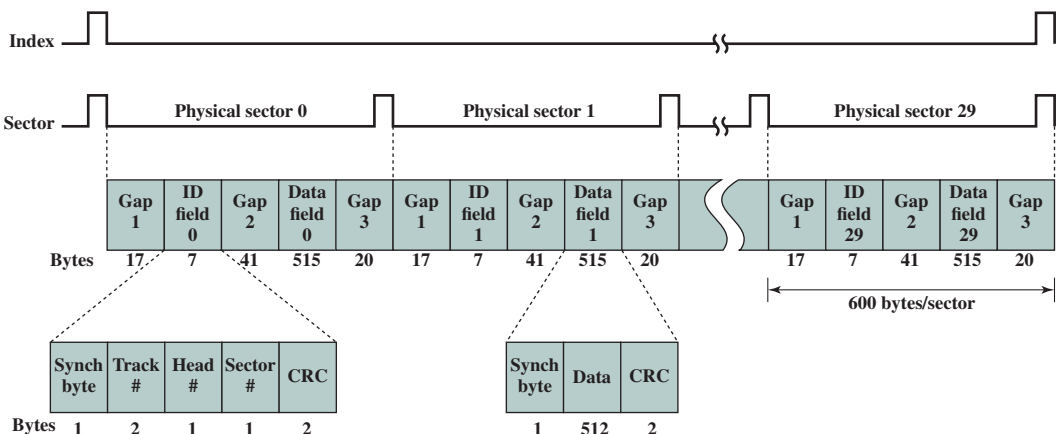 Index
Sector
Physical sector 0
Physical sector 1
Physical sector 29
Gap 1
ID field 0
Gap 2
Data field 0
Gap 3
Gap 1
ID field 1
Gap 2
Data field 1
Gap 3
Gap 1
ID field 29
Gap 2
Data field 29
Gap 3
Bytes 17 7 41 515 20 17 7 41 515 20 17 7 41 515 20
600 bytes/sector
Synch byte
Track #
Head #
Sector #
CRC
Synch byte
Data
CRC
Bytes 1 2 1 1 2 1 512 2